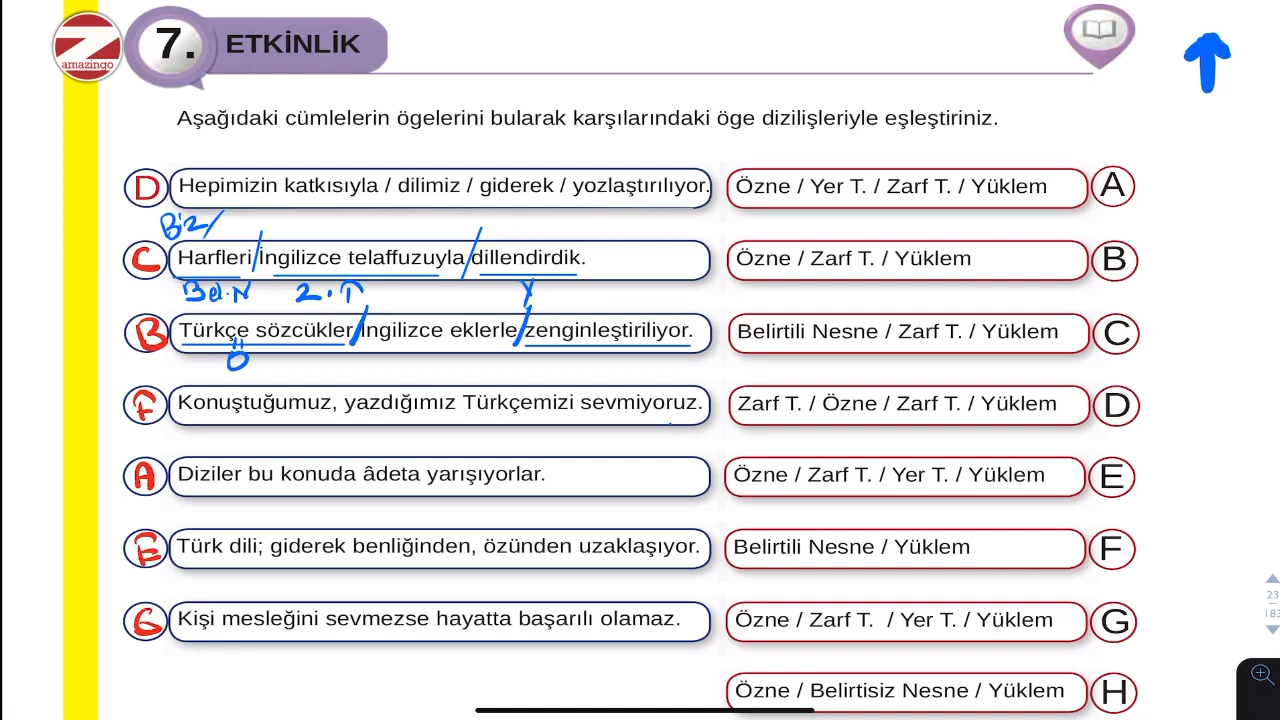 amazingo
7. ETKİNLİK
Aşağıdaki cümlelerin ögelerini bularak karşılarındaki öge dizilişleriyle eşleştiriniz.
D Hepimizin katkısıyla / dilimiz / giderek / yozlaştırılıyor. Özne / Yer T. / Zarf T. / Yüklem A
Biz/
C Harfleri/İngilizce telaffuzuyla/dillendirdik. Özne / Zarf T. / Yüklem B
Bel.N Z.T Y
B Türkçe sözcükler/İngilizce eklerle/zenginleştiriliyor. Belirtili Nesne / Zarf T. / Yüklem C
Ö
F Konuştuğumuz, yazdığımız Türkçemizi sevmiyoruz. Zarf T. / Özne / Zarf T. / Yüklem D
A Diziler bu konuda âdeta yarışıyorlar. Özne / Zarf T. / Yer T. / Yüklem E
E Türk dili; giderek benliğinden, özünden uzaklaşıyor. Belirtili Nesne / Yüklem F
G Kişi mesleğini sevmezse hayatta başarılı olamaz. Özne / Zarf T. / Yer T. / Yüklem G
Özne / Belirtisiz Nesne / Yüklem H
23
183